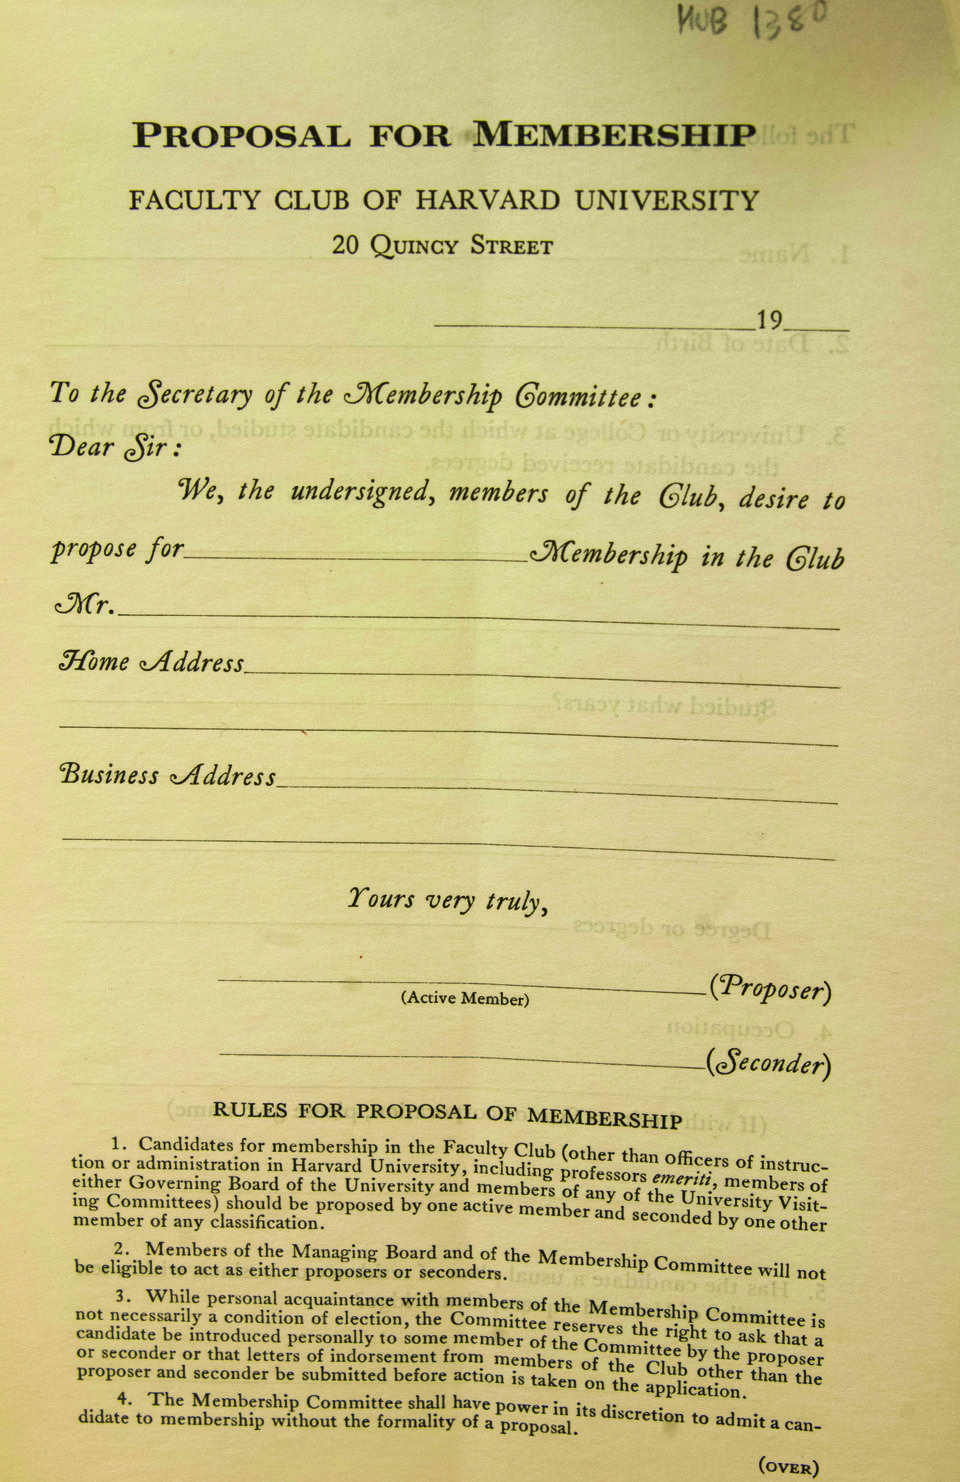 HUB 1380
PROPOSAL FOR MEMBERSHIP
FACULTY CLUB OF HARVARD UNIVERSITY
20 QUINCY STREET
____________________19____
To the Secretary of the Membership Committee:
Dear Sir:
We, the undersigned, members of the Club, desire to
propose for____________________Membership in the Club
Mr.____________________
Home Address____________________
Business Address____________________
Yours very truly,
____________________(Proposer)
(Active Member)
____________________(Seconder)
RULES FOR PROPOSAL OF MEMBERSHIP
1. Candidates for membership in the Faculty Club (other than officers of instruc-
tion or administration in Harvard University, including professors emeriti, members of
either Governing Board of the University and members of any of the University Visit-
ing Committees) should be proposed by one active member and seconded by one other
member of any classification.
2. Members of the Managing Board and of the Membership Committee will not
be eligible to act as either proposers or seconders.
3. While personal acquaintance with members of the Membership Committee is
not necessarily a condition of election, the Committee reserves the right to ask that a
candidate be introduced personally to some member of the Committee by the proposer
or seconder or that letters of indorsement from members of the Club other than the
proposer and seconder be submitted before action is taken on the application.
4. The Membership Committee shall have power in its discretion to admit a can-
didate to membership without the formality of a proposal.
(OVER)